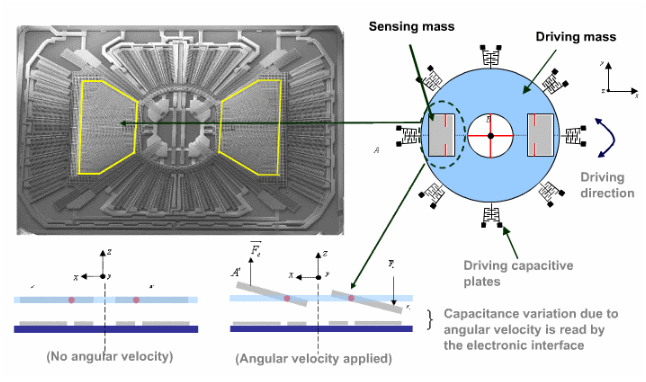 Sensing mass
Driving mass
y
z
x
B
A
Driving
direction
Driving capacitive
plates
z
x
y
F
A'
z
x
y
F
Capacitance variation due to
angular velocity is read by
the electronic interface
(No angular velocity)
(Angular velocity applied)